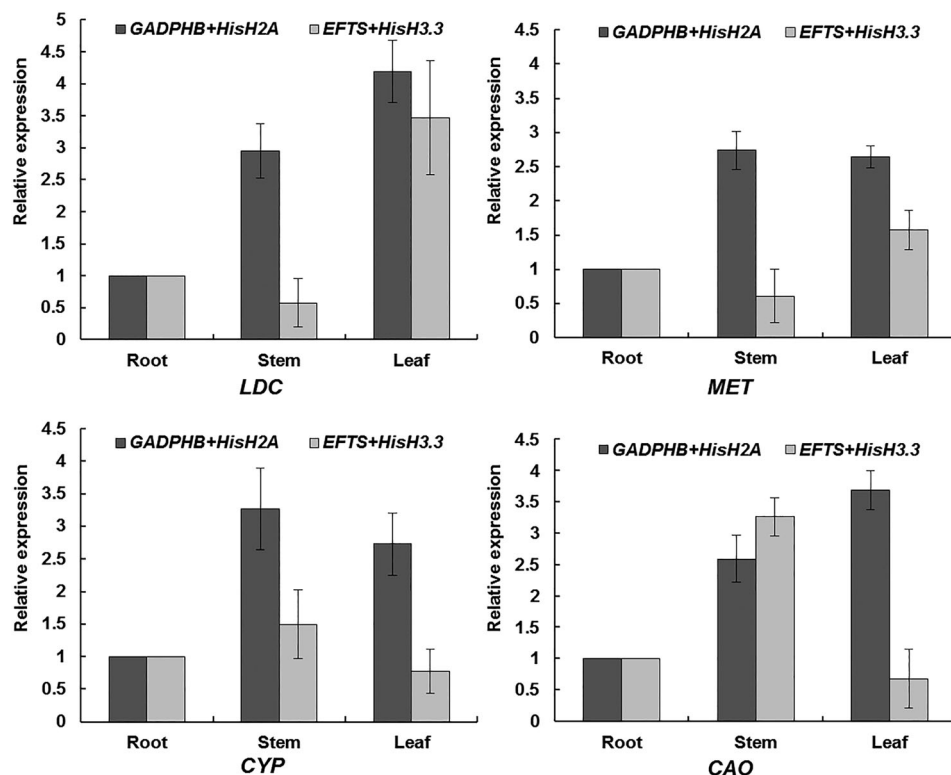 GADPHB+HisH2A EFTS+HisH3.3
Relative expression
5
4.5
4
3.5
3
2.5
2
1.5
1
0.5
0
Root Stem Leaf
LDC
GADPHB+HisH2A EFTS+HisH3.3
Relative expression
4.5
4
3.5
3
2.5
2
1.5
1
0.5
0
Root Stem Leaf
MET
GADPHB+HisH2A EFTS+HisH3.3
Relative expression
4.5
4
3.5
3
2.5
2
1.5
1
0.5
0
Root Stem Leaf
CYP
GADPHB+HisH2A EFTS+HisH3.3
Relative expression
4.5
4
3.5
3
2.5
2
1.5
1
0.5
0
Root Stem Leaf
CAO